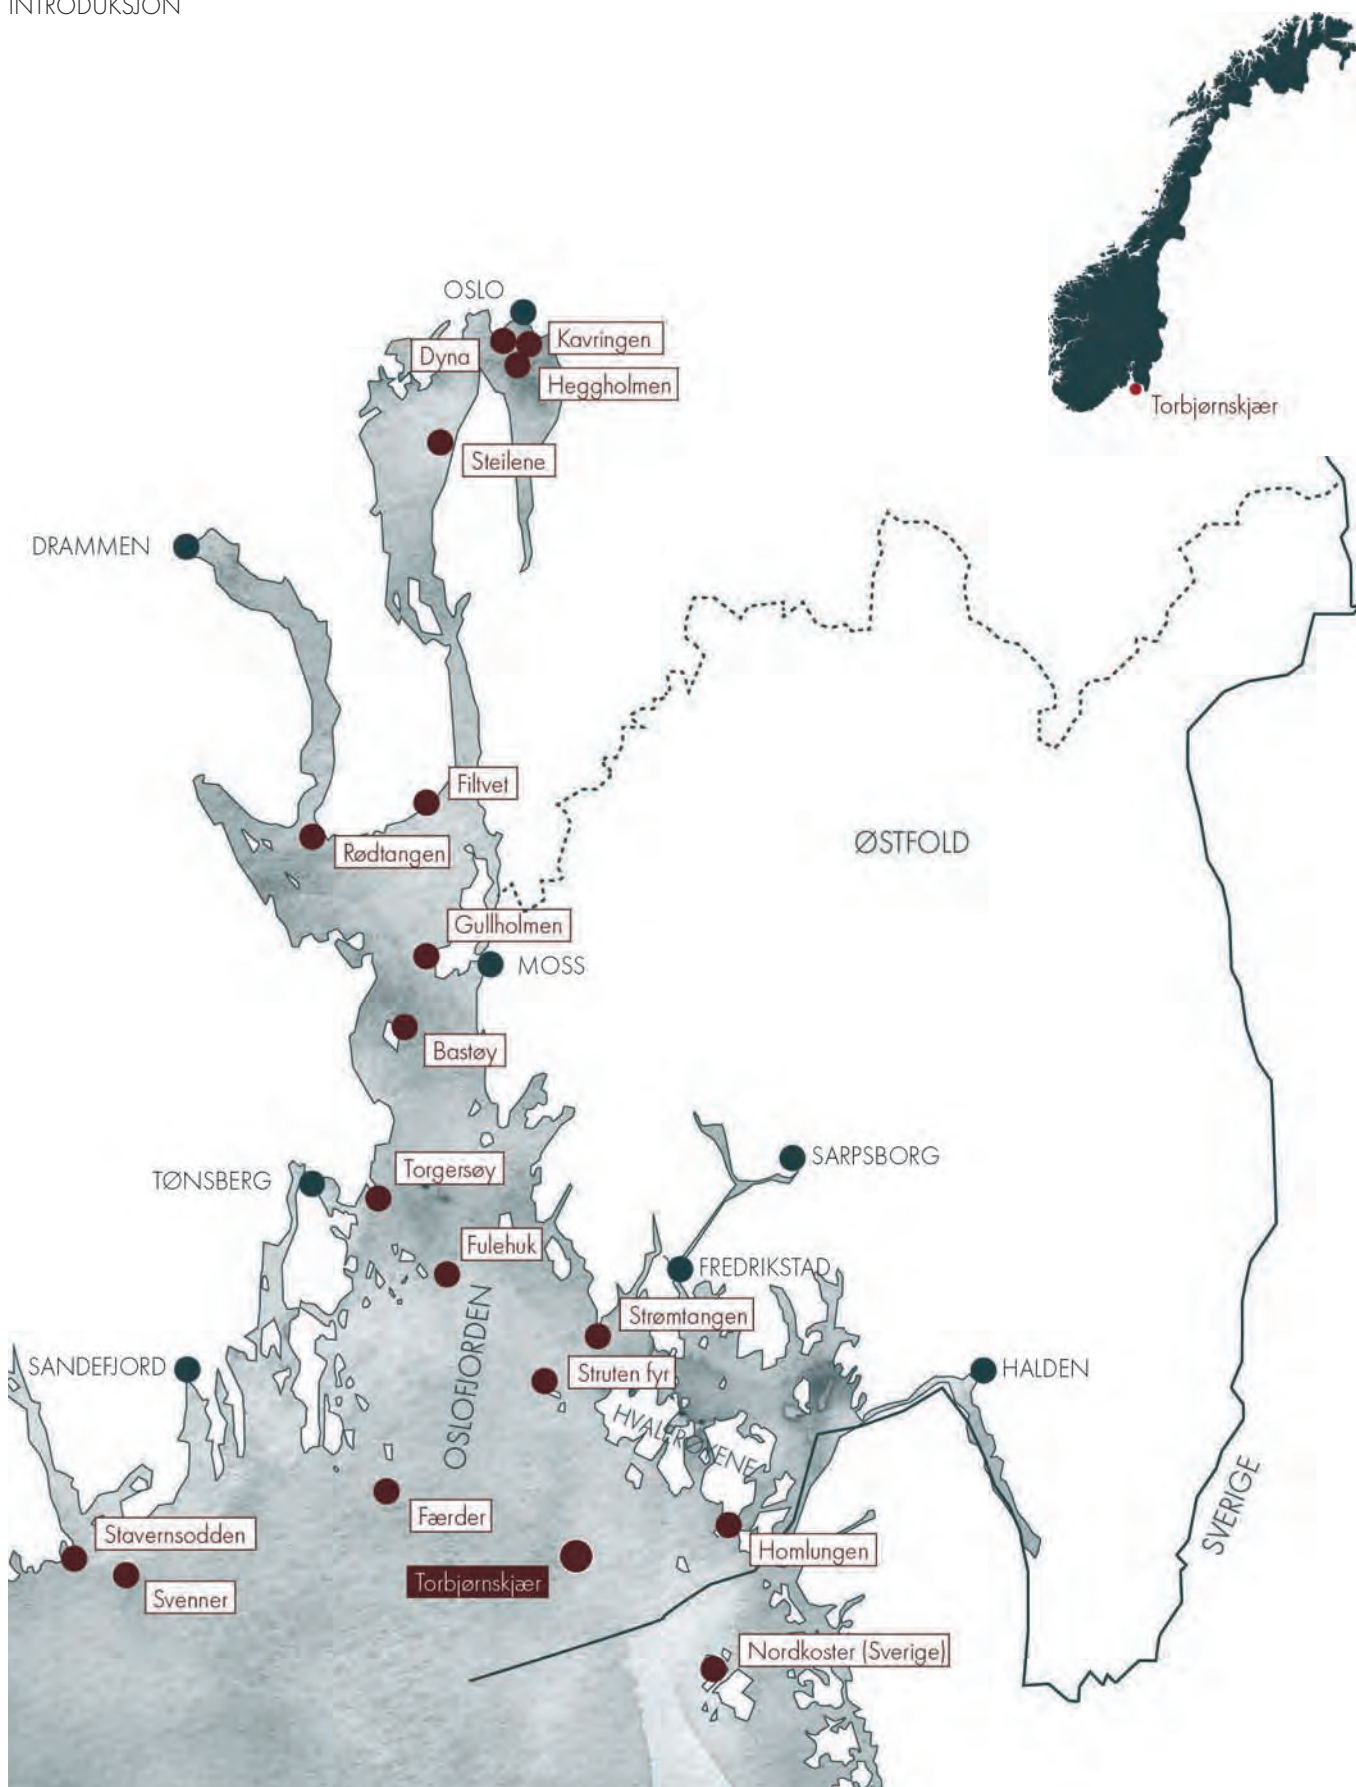 INTRODUKSJON
OSLO
Kavringen
Dyna
Heggholmen
Torbjørnskjær
Steilene
DRAMMEN
Filtvet
ØSTFOLD
Rødtangen
Gullholmen
MOSS
Bastøy
SARPSBORG
Torgersøy
TØNSBERG
Fulehuk
FREDRIKSTAD
Strømtangen
OSLOFJORDEN
SANDEFJORD
Struten fyr
HALDEN
HVALERØYENE
SVERIGE
Færder
Stavernsodden
Homlungen
Torbjørnskjær
Svenner
Nordkoster (Sverige)